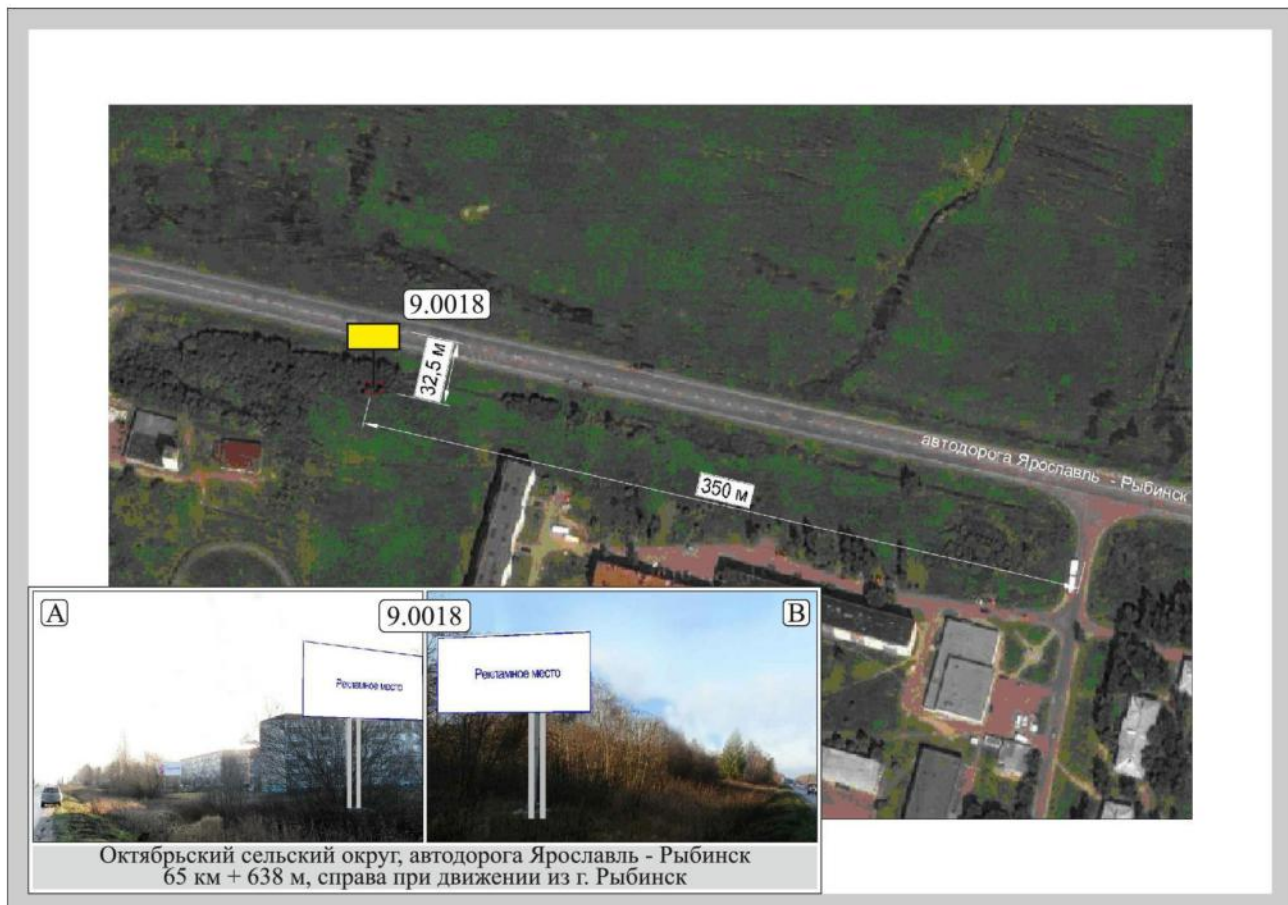 9.0018
32,5 м
автодорога Ярославль - Рыбинск
350 м
А
9.0018
В
Рекламное место
Рекламное место
Октябрьский сельский округ, автодорога Ярославль - Рыбинск
65 км + 638 м, справа при движении из г. Рыбинск